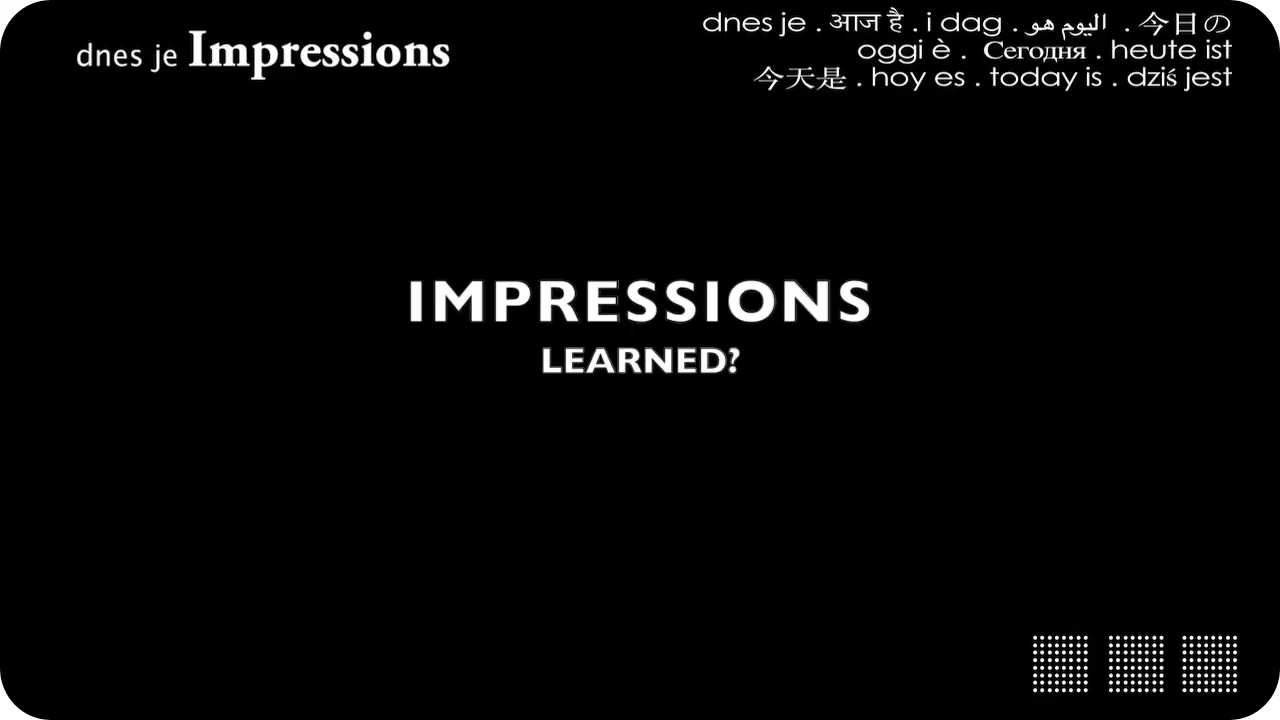 dnes je Impressions
dnes je . आज है . i dag . اليوم هو . 今日の
oggi è . Сегодня . heute ist
今天是 . hoy es . today is . dziś jest
IMPRESSIONS
LEARNED?